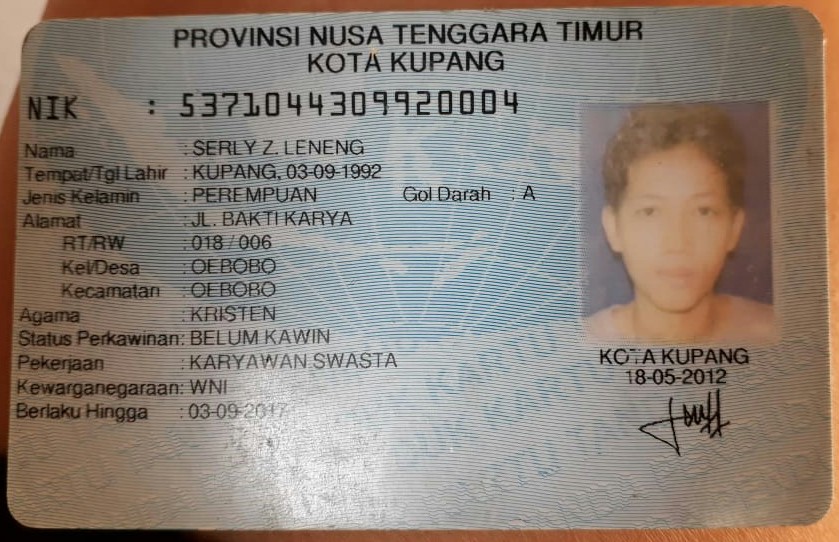 PROVINSI NUSA TENGGARA TIMUR
KOTA KUPANG
NIK : 5371044309920004
Nama : SERLY Z. LENENG
Tempat/Tgl Lahir : KUPANG, 03-09-1992
Jenis Kelamin : PEREMPUAN Gol Darah : A
Alamat : JL. BAKTI KARYA
RT/RW : 018 / 006
Kel/Desa : OEBOBO
Kecamatan : OEBOBO
Agama : KRISTEN
Status Perkawinan: BELUM KAWIN
Pekerjaan : KARYAWAN SWASTA
Kewarganegaraan: WNI
Berlaku Hingga : 03-09-2017
KOTA KUPANG
18-05-2012